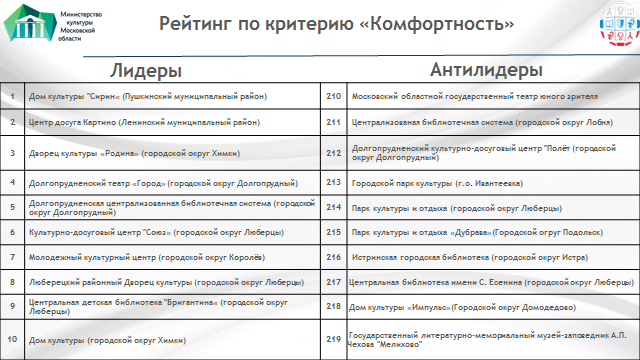 Министерство
культуры
Московской
области
Рейтинг по критерию «Комфортность»
Лидеры
Антилидеры
1 Дом культуры "Сирин« (Пушкинский муниципальный район)
210 Московский областной государственный театр юного зрителя
2 Центр досуга Картино (Ленинский муниципальный район)
211 Централизованая библиотечная система (городской округ Лобня)
3 Дворец культуры «Родина» (городской округ Химки)
212 Долгопрудненский культурно-досуговый центр "Полёт (городской
округ Долгопрудный)
4 Долгопрудненский театр «Город» (городской округ Долгопрудный)
213 Городской парк культуры (г.о. Ивантеевка)
5 Долгопрудненская централизованная библиотечная система (городской
округ Долгопрудный)
214 Парк культуры и отдыха (городской округ Люберцы)
6 Культурно-досуговый центр "Союз« (городской округ Люберцы)
215 Парк культуры и отдыха «Дубрава»(Городской огруг Подольск)
7 Молодежный культурный центр (городской округ Королёв)
216 Истринская городская библиотека (городской округ Истра)
8 Люберецкий районный Дворец культуры (городской округ Люберцы)
217 Центральная библиотека имени С. Есенина (городской округ Люберцы)
9 Центральная детская библиотека "Бригантина« (городской округ
Люберцы)
218 Дом культуры «Импульс»(Городской округ Домодедово)
10 Дом культуры (городской округ Химки)
219 Государственный литературно-мемориальный музей-заповедник А.П.
Чехова "Мелихово"